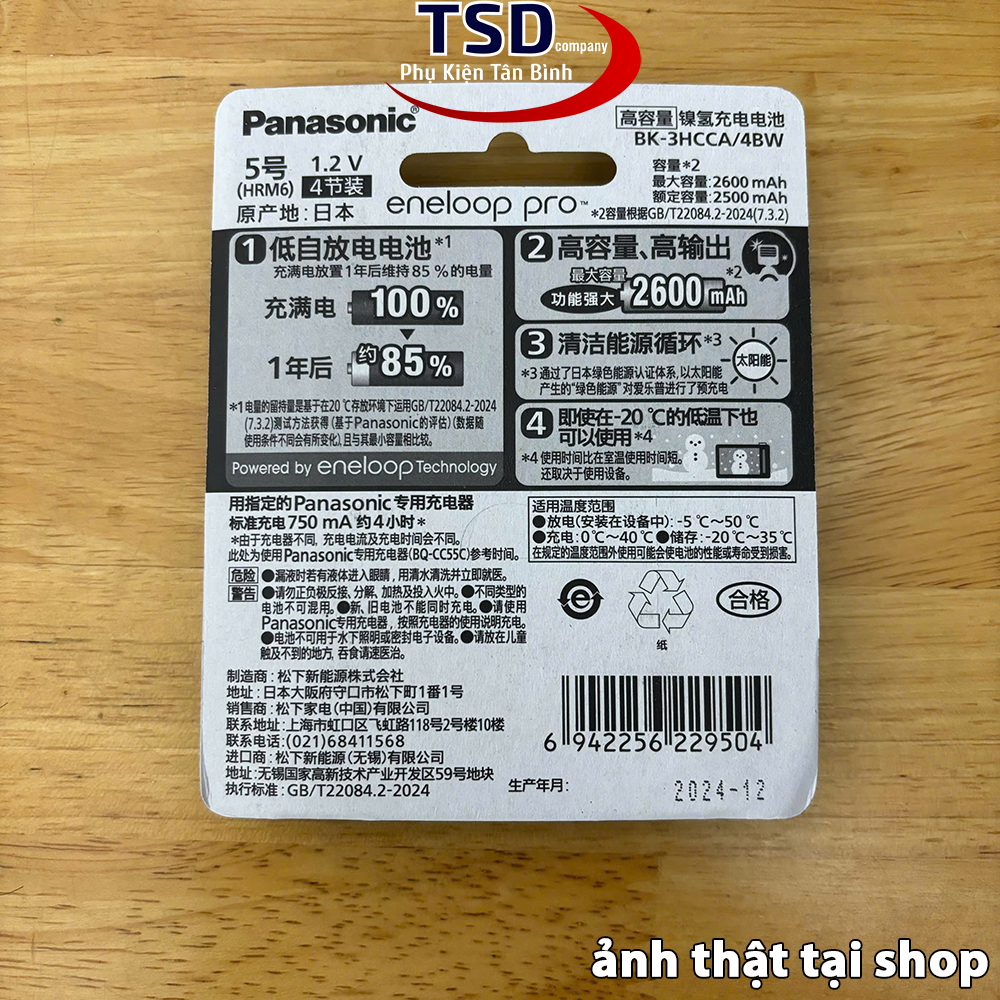 TSD company
Phụ Kiện Tân Bình
Panasonic®
高容量 镍氢充电电池
BK-3HCCA/4BW
5号
(HRM6)
1.2 V
4节装
原产地:日本
eneloop pro™
容量*2
最大容量:2600 mAh
额定容量:2500 mAh
*2容量根据GB/T22084.2-2024(7.3.2)
1 低自放电电池*1
充满电放置1年后维持85 %的电量
充满电 100 %
1年后 约85 %
*1电量的留持量是基于在20 ℃存放环境下运用GB/T22084.2-2024
(7.3.2)测试方法获得(基于Panasonic的评估)(数据随
使用条件不同会有所变化),且与其最小容量相比较。
Powered by eneloop Technology
2 高容量、高输出
最大容量 *2
功能强大 2600 mAh
3 清洁能源循环*3
太阳能
*3通过了日本绿色能源认证体系,以太阳能
产生的“绿色能源”对爱乐普进行了预充电
4 即使在-20 ℃的低温下也
可以使用*4
*4使用时间比在室温使用时间短。
还取决于使用设备。
用指定的Panasonic专用充电器
标准充电750 mA 约4小时*
*由于充电器不同,充电电流及充电时间会不同。
此处为使用Panasonic专用充电器(BQ-CC55C)参考时间。
适用温度范围
●放电(安装在设备中):-5 ℃~50 ℃
●充电:0℃~40 ℃●储存:-20 ℃~35 ℃
在规定的温度范围外使用可能会使电池的性能或寿命受到损害。
危险 ●漏液时若有液体进入眼睛,用清水清洗并立即就医。
警告 ●请勿正负极反接、分解、加热及投入火中。●不同类型的
电池不可混用。●新、旧电池不能同时充电。●请使用
Panasonic专用充电器,按照充电器的使用说明充电。
●电池不可用于水下照明或密封电子设备。●请放在儿童
触及不到的地方,吞食请速医治。
纸
合格
制造商:松下新能源株式会社
地址:日本大阪府守口市松下町1番1号
销售商:松下家电(中国)有限公司
联系地址:上海市虹口区飞虹路118号2号楼10楼
联系电话:(021)68411568
进口商:松下新能源(无锡)有限公司
地址:无锡国家高新技术产业开发区59号地块
执行标准:GB/T22084.2-2024
6 942256 229504
生产年月: 2024-12
ảnh thật tại shop